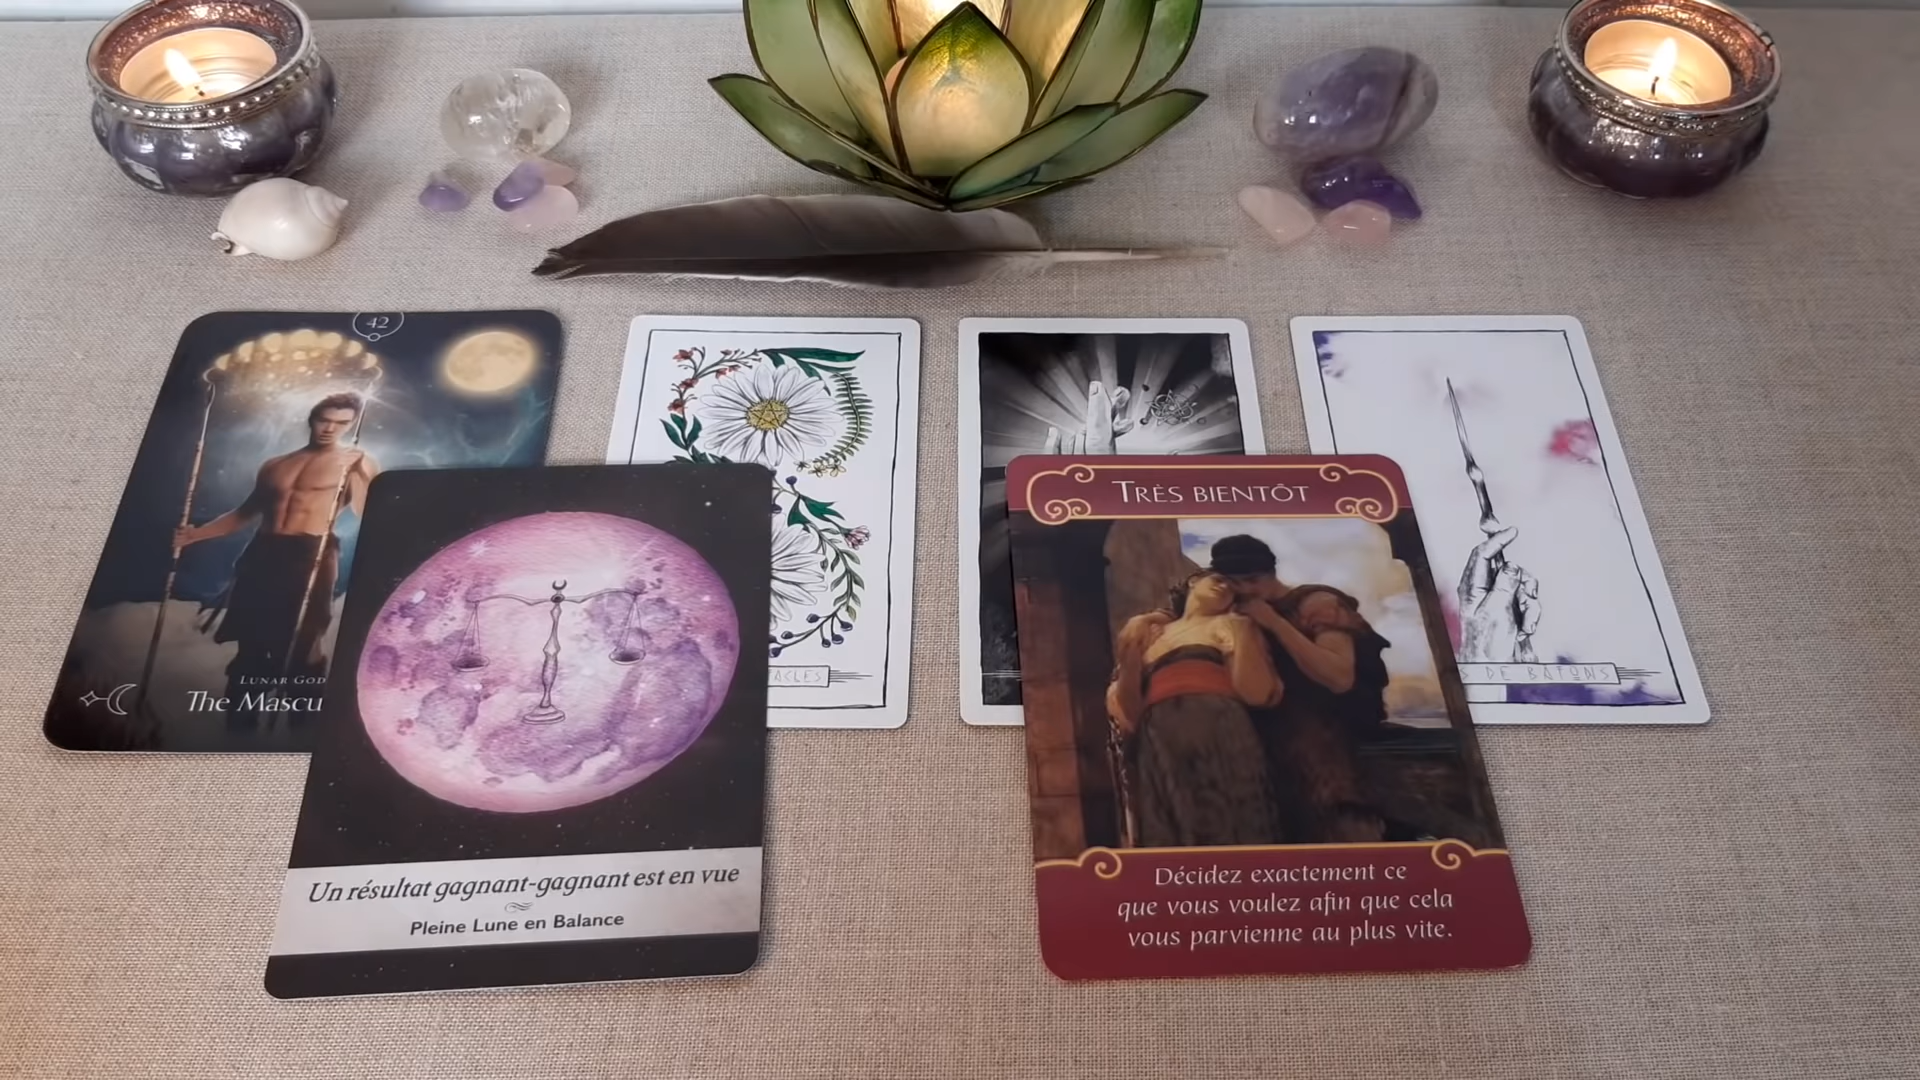 42
LUNAR GOD
The Mascu
ACLES
TRÈS BIENTÔT
S DE BATONS
Un résultat gagnant-gagnant est en vue
Pleine Lune en Balance
Décidez exactement ce
que vous voulez afin que cela
vous parvienne au plus vite.